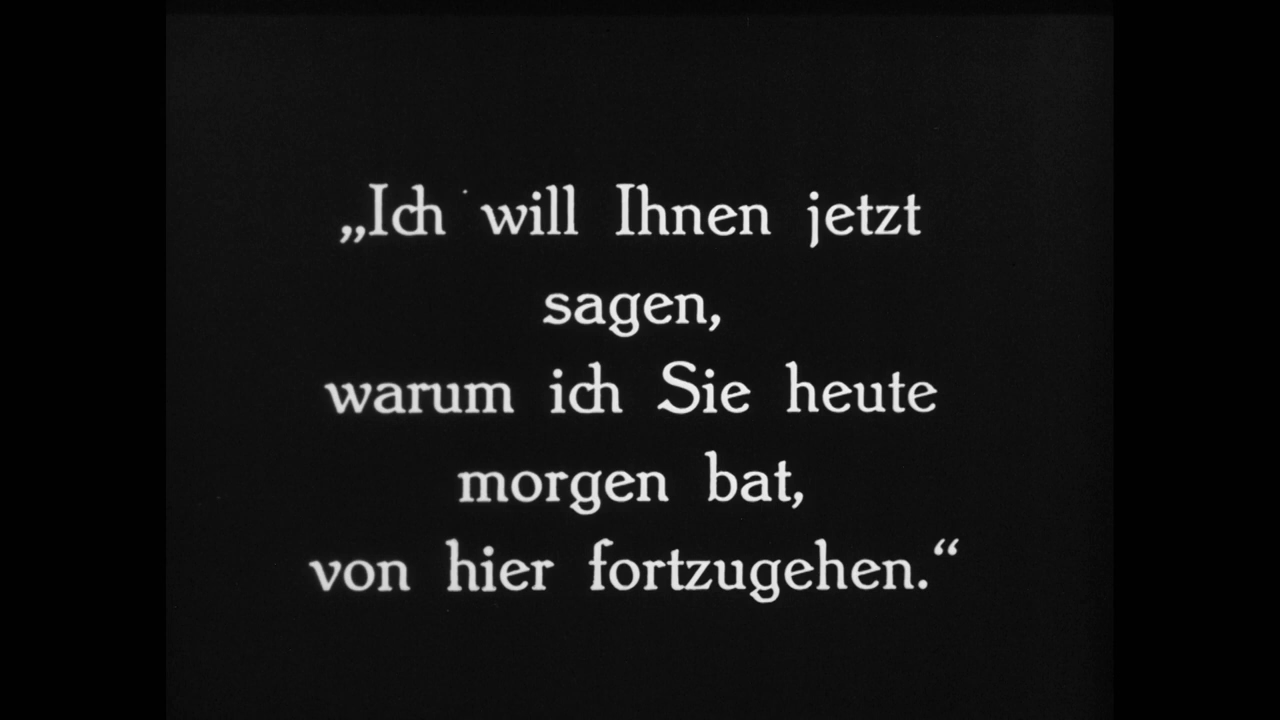 „Ich will Ihnen jetzt
sagen,
warum ich Sie heute
morgen bat,
von hier fortzugehen.“